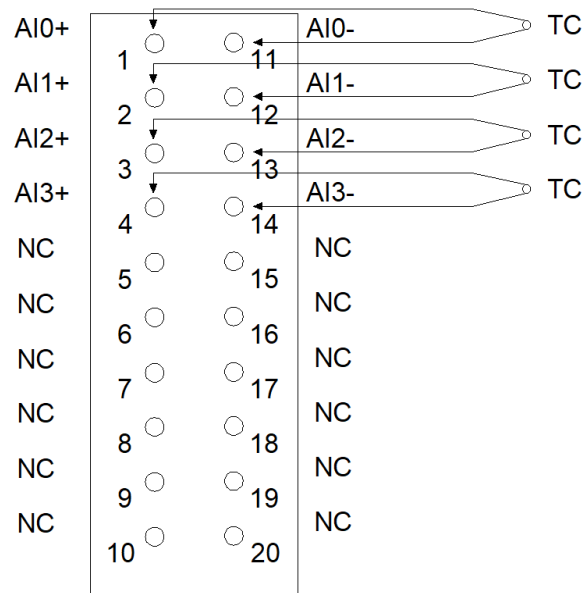 AI0+ AI0- TC
1 11
AI1+ AI1- TC
2 12
AI2+ AI2- TC
3 13
AI3+ AI3- TC
4 14
NC NC
5 15
NC NC
6 16
NC NC
7 17
NC NC
8 18
NC NC
9 19
NC NC
10 20